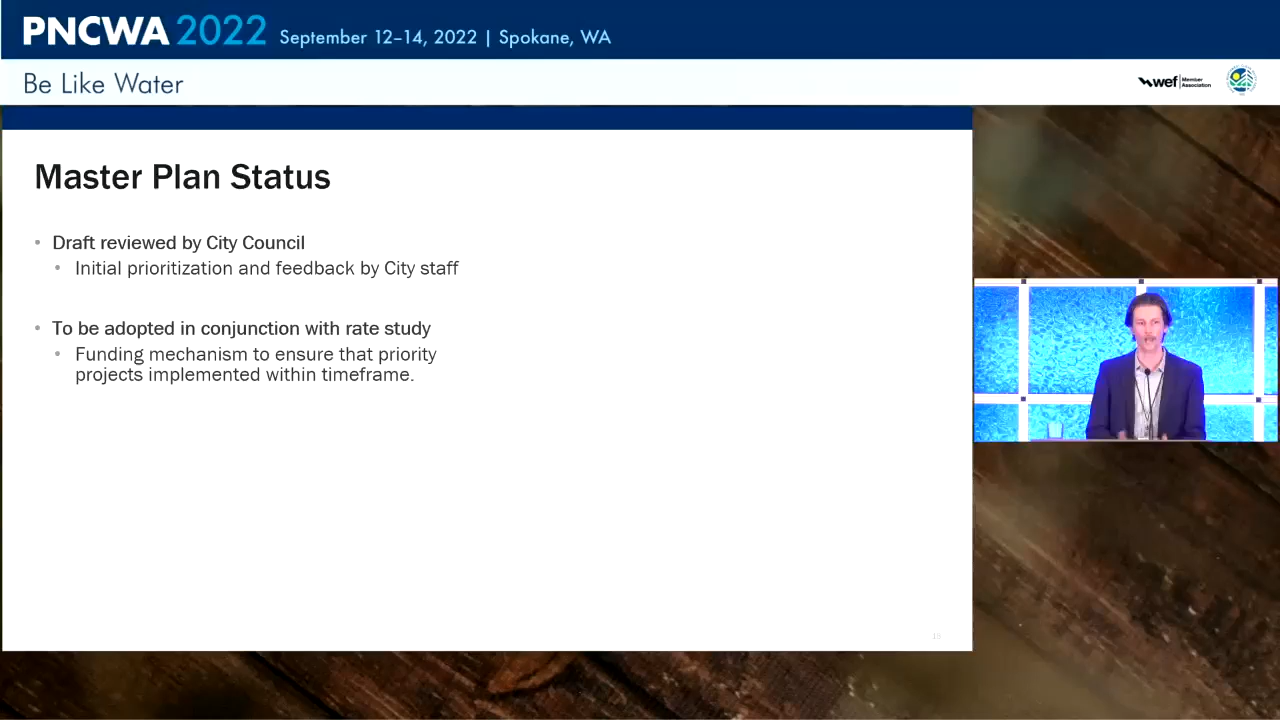 PNCWA 2022 September 12–14, 2022 | Spokane, WA
Be Like Water
wef Member Association
Master Plan Status
• Draft reviewed by City Council
• Initial prioritization and feedback by City staff
• To be adopted in conjunction with rate study
• Funding mechanism to ensure that priority
projects implemented within timeframe.